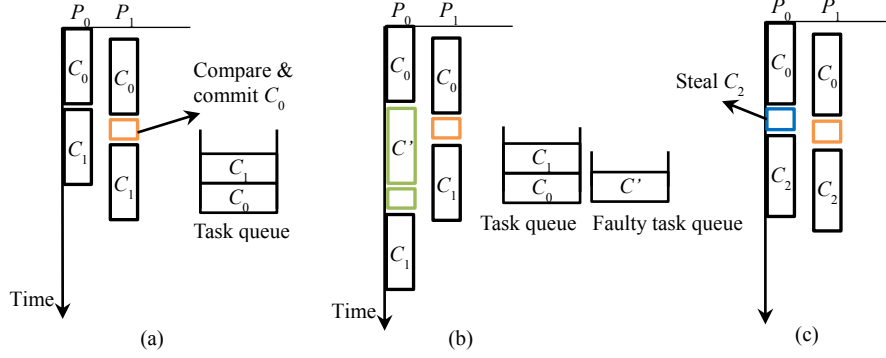 P0 P1
C0
C0
Compare &
commit C0
C1
C1
C1
C0
Task queue
Time
(a)
P0 P1
C0
C0
C'
C1
C1
C1
C0
C'
Task queue
Faulty task queue
Time
(b)
P0 P1
C0
C0
Steal C2
C2
C2
(c)